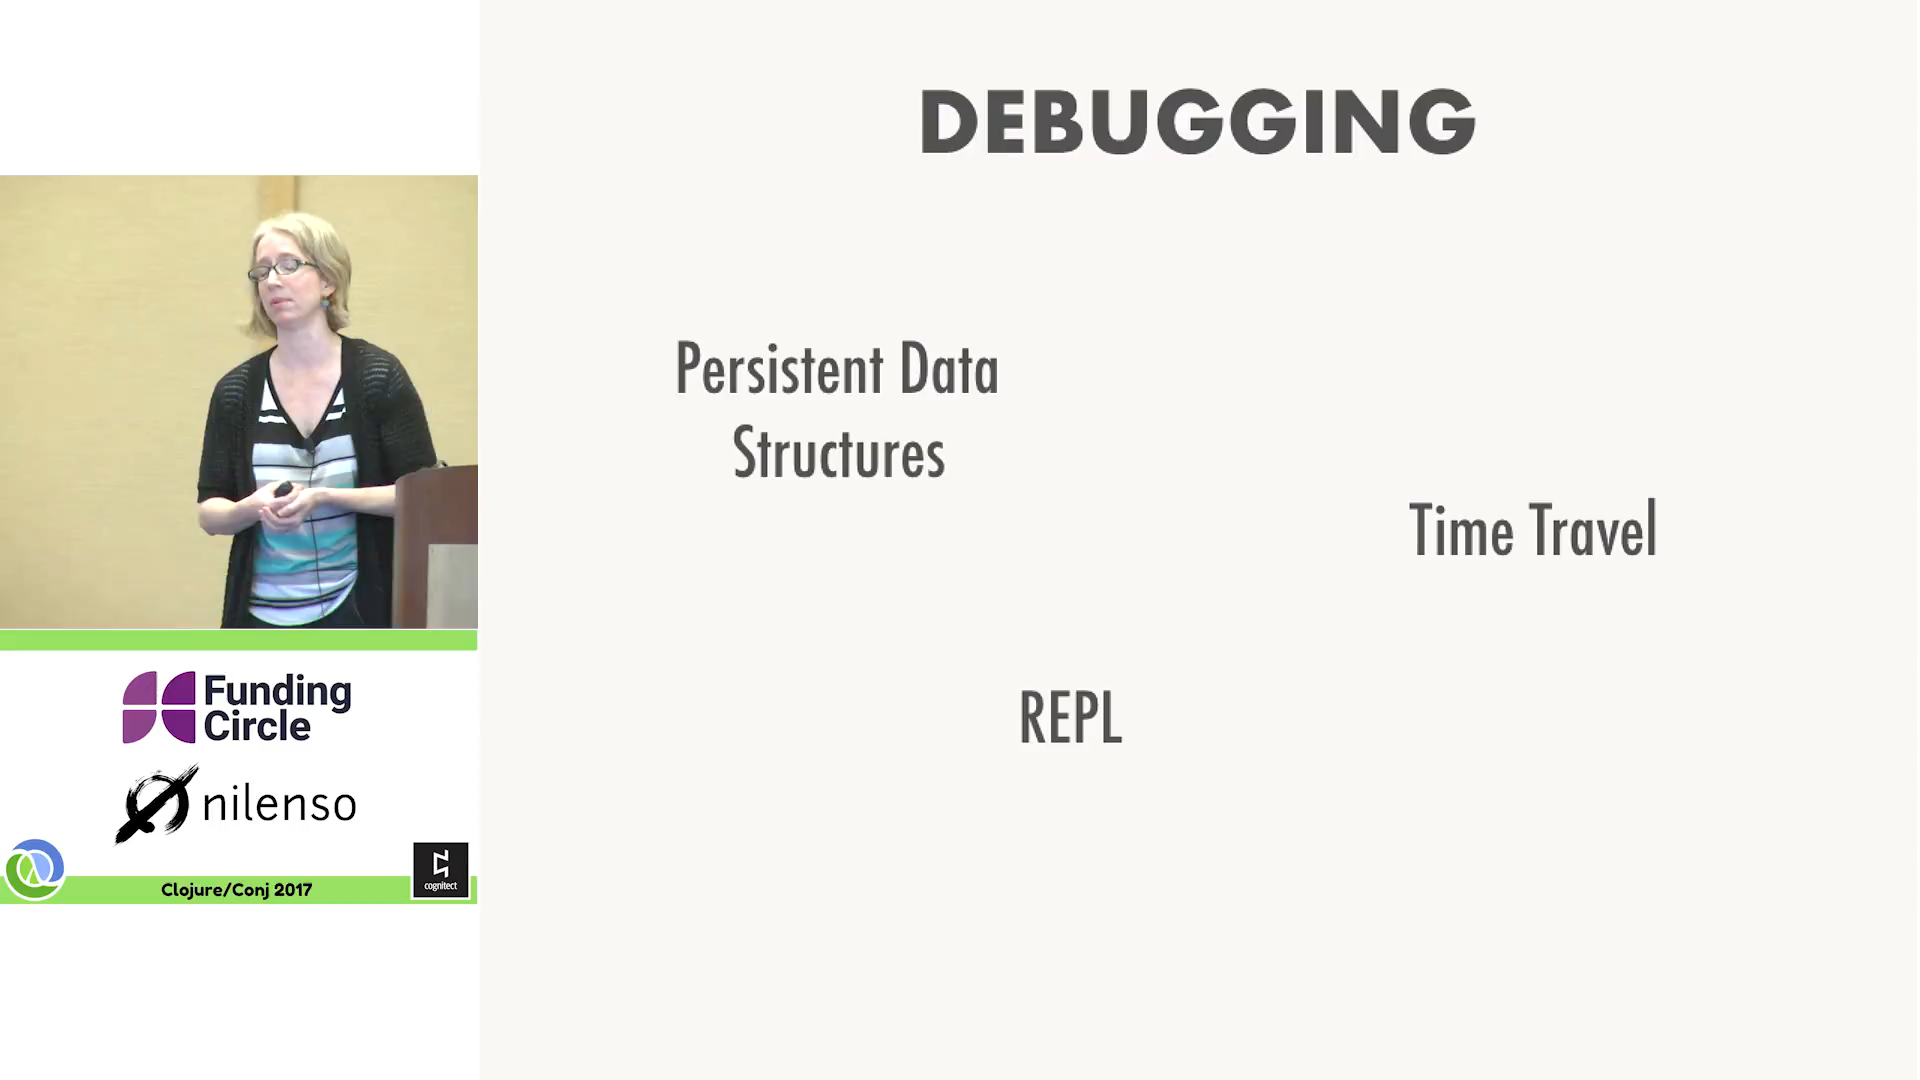 DEBUGGING
Persistent Data
Structures
Time Travel
REPL
Funding
Circle
nilenso
cognitect
Clojure/Conj 2017